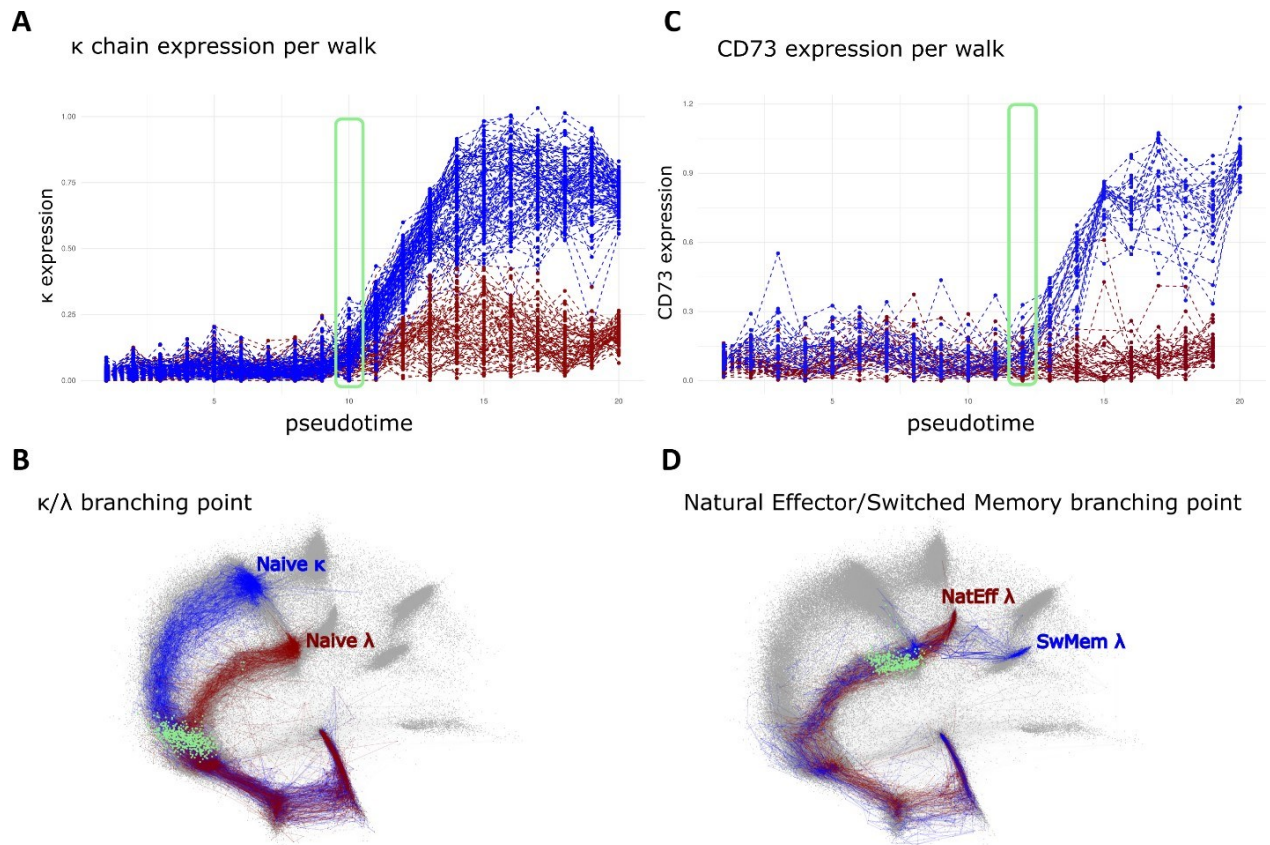 A
κ chain expression per walk
κ expression
1.00
0.75
0.50
0.25
0.00
5
10
15
20
pseudotime
C
CD73 expression per walk
CD73 expression
1.2
0.9
0.6
0.3
0.0
5
10
15
20
pseudotime
B
κ/λ branching point
Naive κ
Naive λ
D
Natural Effector/Switched Memory branching point
NatEff λ
SwMem λ